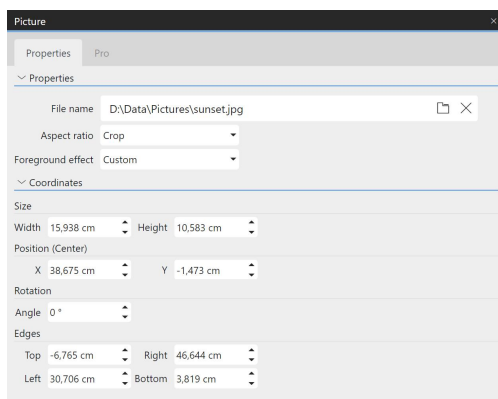 Picture
Properties Pro
Properties
File name D:\Data\Pictures\sunset.jpg
Aspect ratio Crop
Foreground effect Custom
Coordinates
Size
Width 15,938 cm Height 10,583 cm
Position (Center)
X 38,675 cm Y -1,473 cm
Rotation
Angle 0 °
Edges
Top -6,765 cm Right 46,644 cm
Left 30,706 cm Bottom 3,819 cm